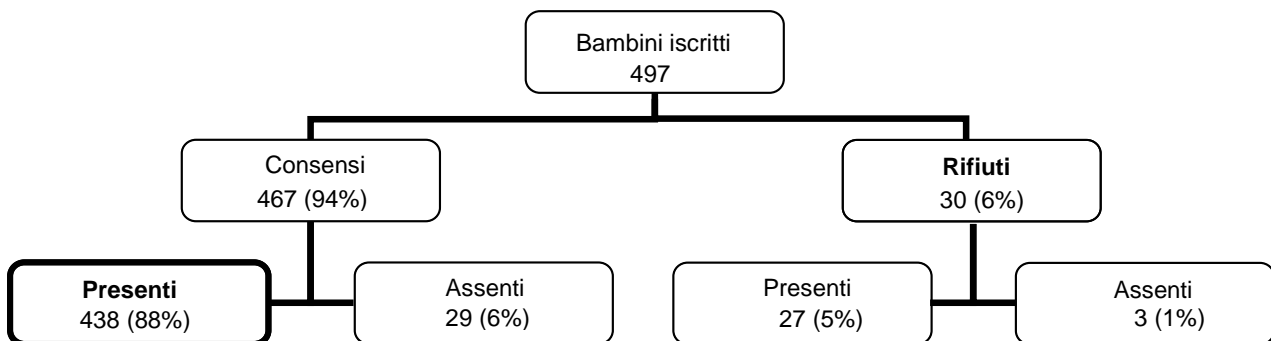 Bambini iscritti
497
Consensi
467 (94%)
Rifiuti
30 (6%)
Presenti
438 (88%)
Assenti
29 (6%)
Presenti
27 (5%)
Assenti
3 (1%)